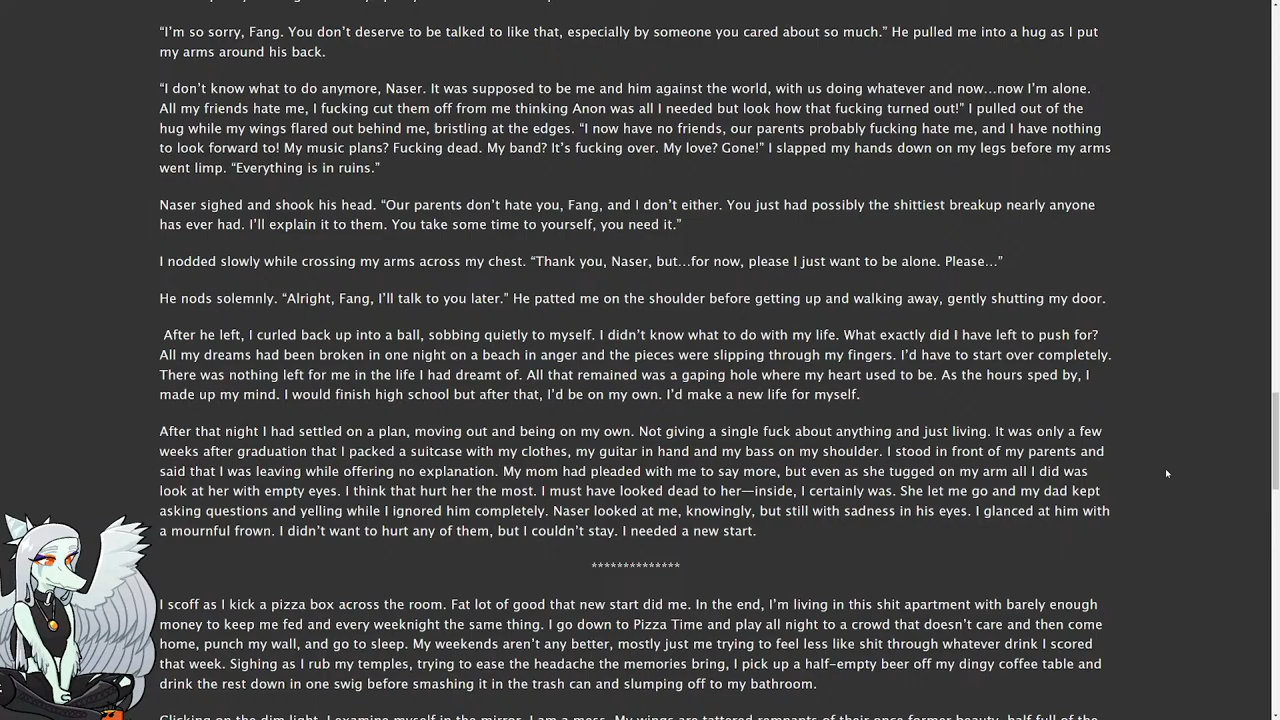 “I’m so sorry, Fang. You don’t deserve to be talked to like that, especially by someone you cared about so much.” He pulled me into a hug as I put
my arms around his back.
“I don’t know what to do anymore, Naser. It was supposed to be me and him against the world, with us doing whatever and now…now I’m alone.
All my friends hate me, I fucking cut them off from me thinking Anon was all I needed but look how that fucking turned out!” I pulled out of the
hug while my wings flared out behind me, bristling at the edges. “I now have no friends, our parents probably fucking hate me, and I have nothing
to look forward to! My music plans? Fucking dead. My band? It’s fucking over. My love? Gone!” I slapped my hands down on my legs before my arms
went limp. “Everything is in ruins.”
Naser sighed and shook his head. “Our parents don’t hate you, Fang, and I don’t either. You just had possibly the shittiest breakup nearly anyone
has ever had. I’ll explain it to them. You take some time to yourself, you need it.”
I nodded slowly while crossing my arms across my chest. “Thank you, Naser, but…for now, please I just want to be alone. Please…”
He nods solemnly. “Alright, Fang, I’ll talk to you later.” He patted me on the shoulder before getting up and walking away, gently shutting my door.
After he left, I curled back up into a ball, sobbing quietly to myself. I didn’t know what to do with my life. What exactly did I have left to push for?
All my dreams had been broken in one night on a beach in anger and the pieces were slipping through my fingers. I’d have to start over completely.
There was nothing left for me in the life I had dreamt of. All that remained was a gaping hole where my heart used to be. As the hours sped by, I
made up my mind. I would finish high school but after that, I’d be on my own. I’d make a new life for myself.
After that night I had settled on a plan, moving out and being on my own. Not giving a single fuck about anything and just living. It was only a few
weeks after graduation that I packed a suitcase with my clothes, my guitar in hand and my bass on my shoulder. I stood in front of my parents and
said that I was leaving while offering no explanation. My mom had pleaded with me to say more, but even as she tugged on my arm all I did was
look at her with empty eyes. I think that hurt her the most. I must have looked dead to her—inside, I certainly was. She let me go and my dad kept
asking questions and yelling while I ignored him completely. Naser looked at me, knowingly, but still with sadness in his eyes. I glanced at him with
a mournful frown. I didn’t want to hurt any of them, but I couldn’t stay. I needed a new start.
**************
I scoff as I kick a pizza box across the room. Fat lot of good that new start did me. In the end, I’m living in this shit apartment with barely enough
money to keep me fed and every weeknight the same thing. I go down to Pizza Time and play all night to a crowd that doesn’t care and then come
home, punch my wall, and go to sleep. My weekends aren’t any better, mostly just me trying to feel less like shit through whatever drink I scored
that week. Sighing as I rub my temples, trying to ease the headache the memories bring, I pick up a half-empty beer off my dingy coffee table and
drink the rest down in one swig before smashing it in the trash can and slumping off to my bathroom.
Clicking on the dim light, I examine myself in the mirror. I am a mess. My wings are tattered remnants of their once former beauty, half full of the